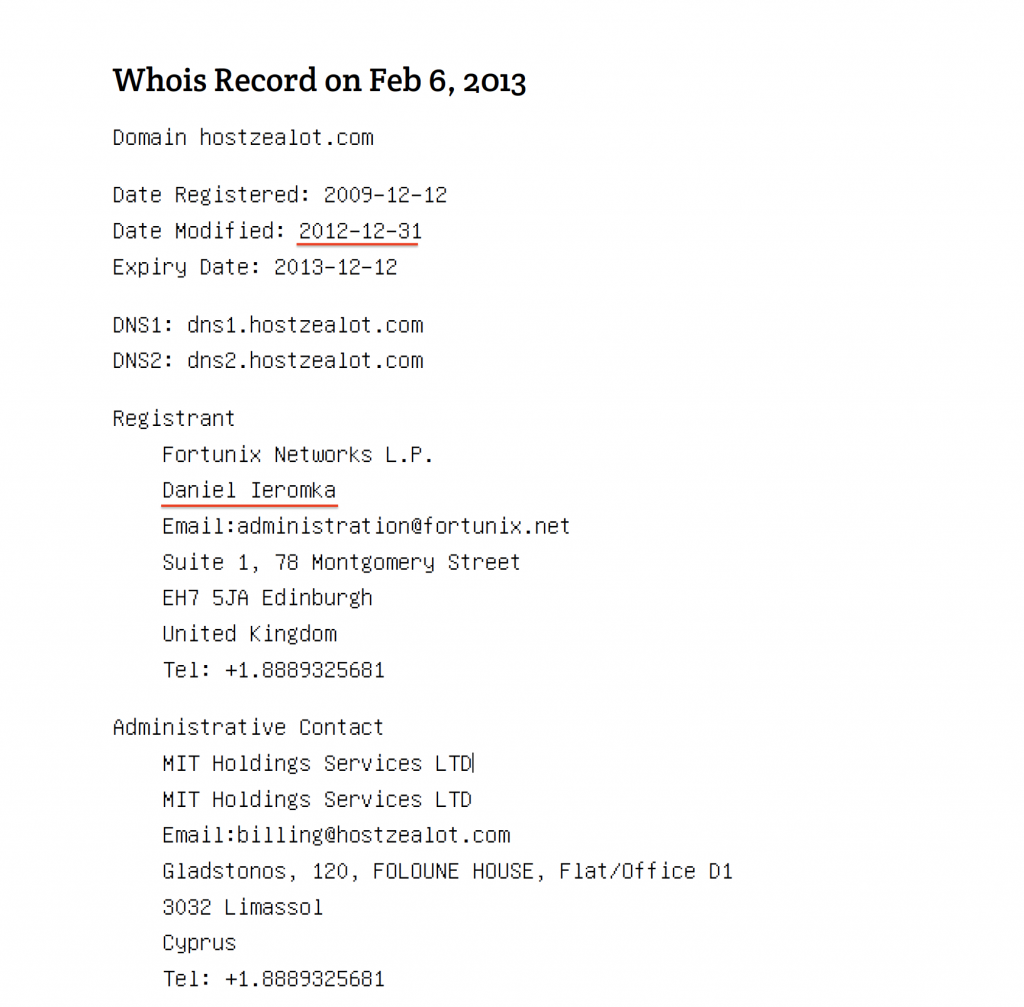 Whois Record on Feb 6, 2013
Domain hostzealot.com
Date Registered: 2009-12-12
Date Modified: 2012-12-31
Expiry Date: 2013-12-12
DNS1: dns1.hostzealot.com
DNS2: dns2.hostzealot.com
Registrant
Fortunix Networks L.P.
Daniel Ieromka
Email:administration@fortunix.net
Suite 1, 78 Montgomery Street
EH7 5JA Edinburgh
United Kingdom
Tel: +1.8889325681
Administrative Contact
MIT Holdings Services LTD
MIT Holdings Services LTD
Email:billing@hostzealot.com
Gladstonos, 120, FOLOUNE HOUSE, Flat/Office D1
3032 Limassol
Cyprus
Tel: +1.8889325681